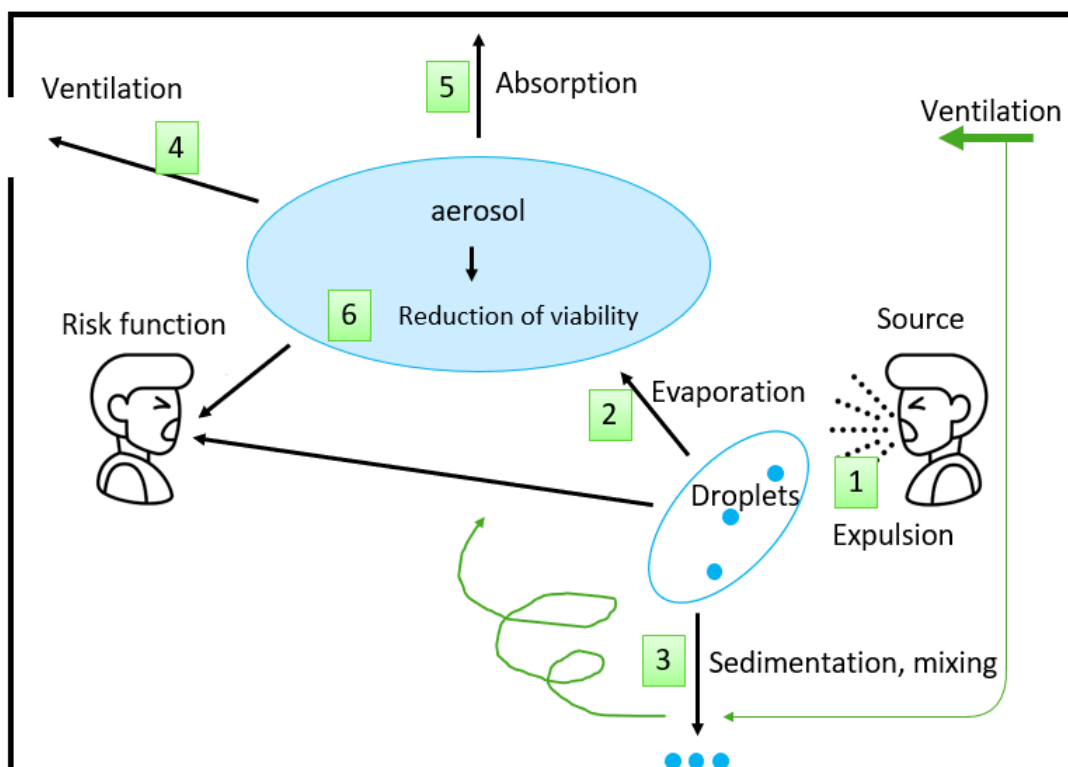 Ventilation
4
5
Absorption
Ventilation
aerosol
6
Reduction of viability
Risk function
Source
2
Evaporation
Droplets
1
Expulsion
3
Sedimentation, mixing